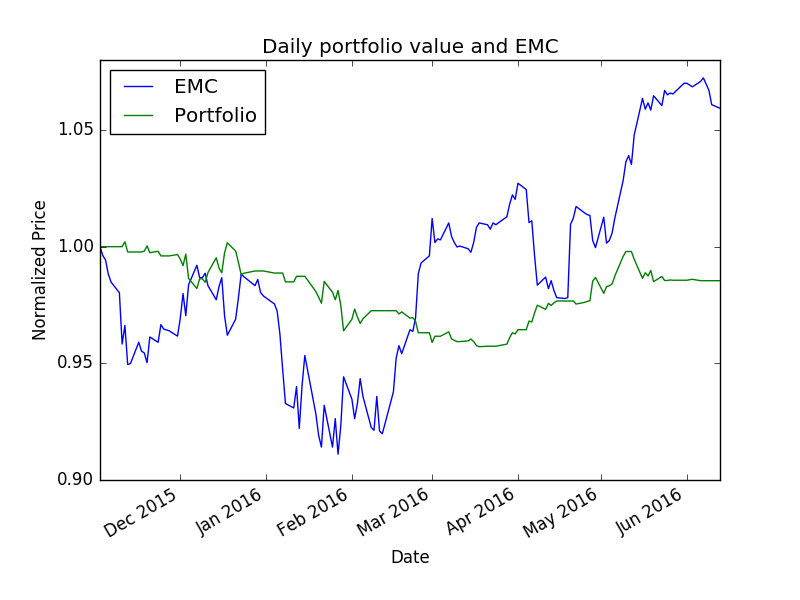 Daily portfolio value and EMC
EMC
Portfolio
1.05
1.00
0.95
0.90
Normalized Price
Dec 2015
Jan 2016
Feb 2016
Mar 2016
Apr 2016
May 2016
Jun 2016
Date